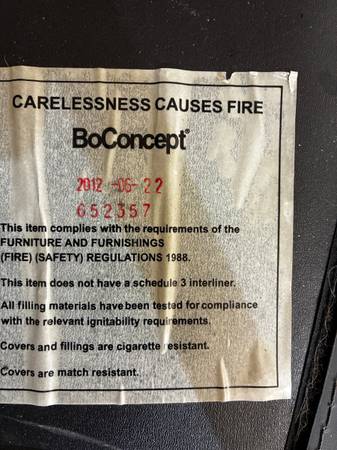 CARELESSNESS CAUSES FIRE
BoConcept®
2012 -06- 22
652357
This item complies with the requirements of the
FURNITURE AND FURNISHINGS
(FIRE) (SAFETY) REGULATIONS 1988.
This item does not have a schedule 3 interliner.
All filling materials have been tested for compliance
with the relevant ignitability requirements.
Covers and fillings are cigarette resistant.
Covers are match resistant.